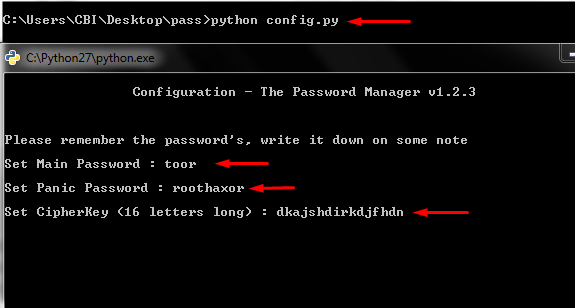 C:\Users\CBI\Desktop\pass>python config.py
C:\Python27\python.exe
Configuration - The Password Manager v1.2.3
Please remember the password's, write it down on some note
Set Main Password : toor
Set Panic Password : roothaxor
Set CipherKey (16 letters long) : dkajshdirkdjfhdn